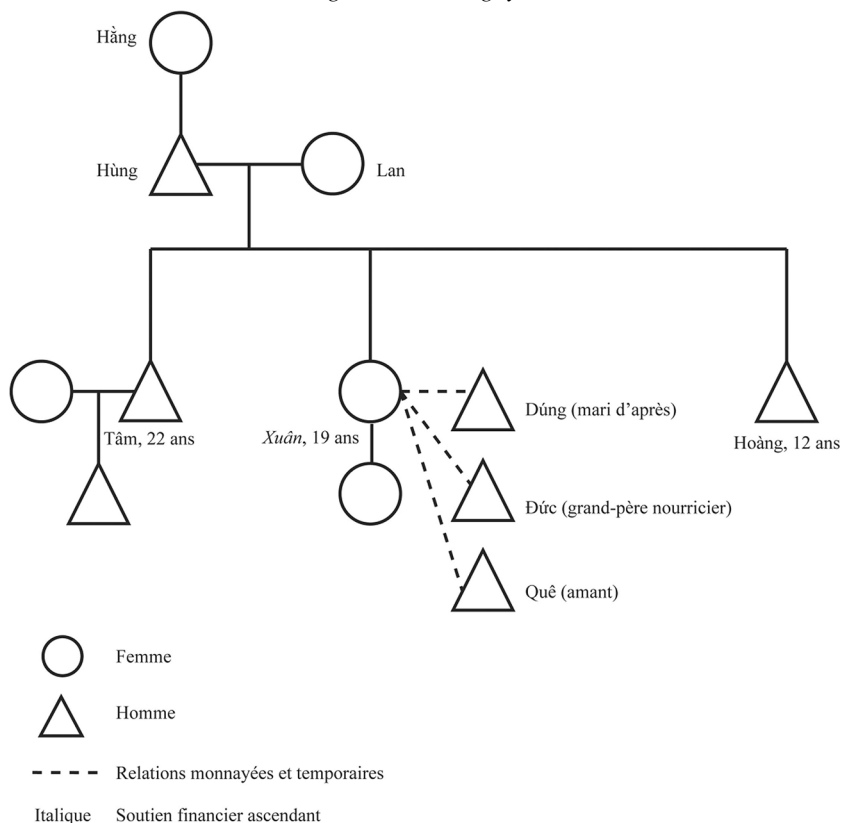 Hằng
Hùng
Lan
Tâm, 22 ans
Xuân, 19 ans
Dúng (mari d'après)
Hoàng, 12 ans
Đức (grand-père nourricier)
Quê (amant)
Femme
Homme
Relations monnayées et temporaires
Italique Soutien financier ascendant